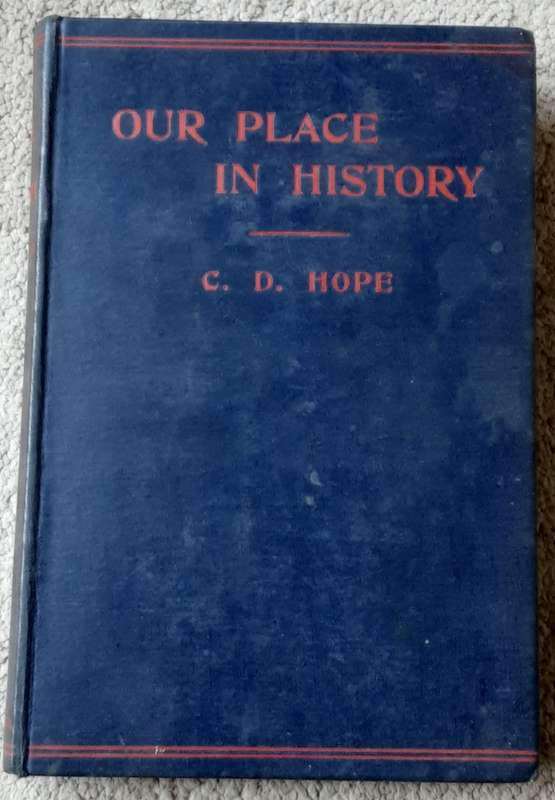 OUR PLACE
IN HISTORY
C. D. HOPE